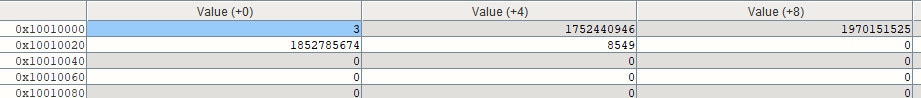 Value (+0) Value (+4) Value (+8)
0x10010000 3 1752440946 1970151525
0x10010020 1852785674 8549 0
0x10010040 0 0 0
0x10010060 0 0 0
0x10010080 0 0 0